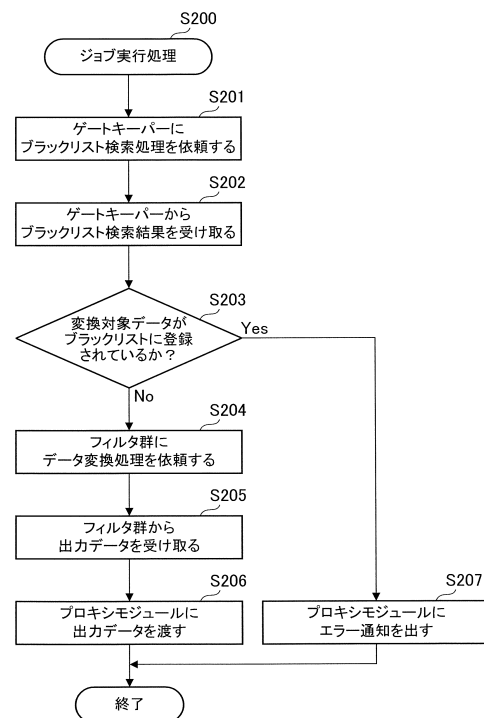 S200
ジョブ実行処理
S201
ゲートキーパーに
ブラックリスト検索処理を依頼する
S202
ゲートキーパーから
ブラックリスト検索結果を受け取る
S203
変換対象データが
ブラックリストに登録
されているか？
Yes
No
S204
フィルタ群に
データ変換処理を依頼する
S205
フィルタ群から
出力データを受け取る
S206
プロキシモジュールに
出力データを渡す
S207
プロキシモジュールに
エラー通知を出す
終了